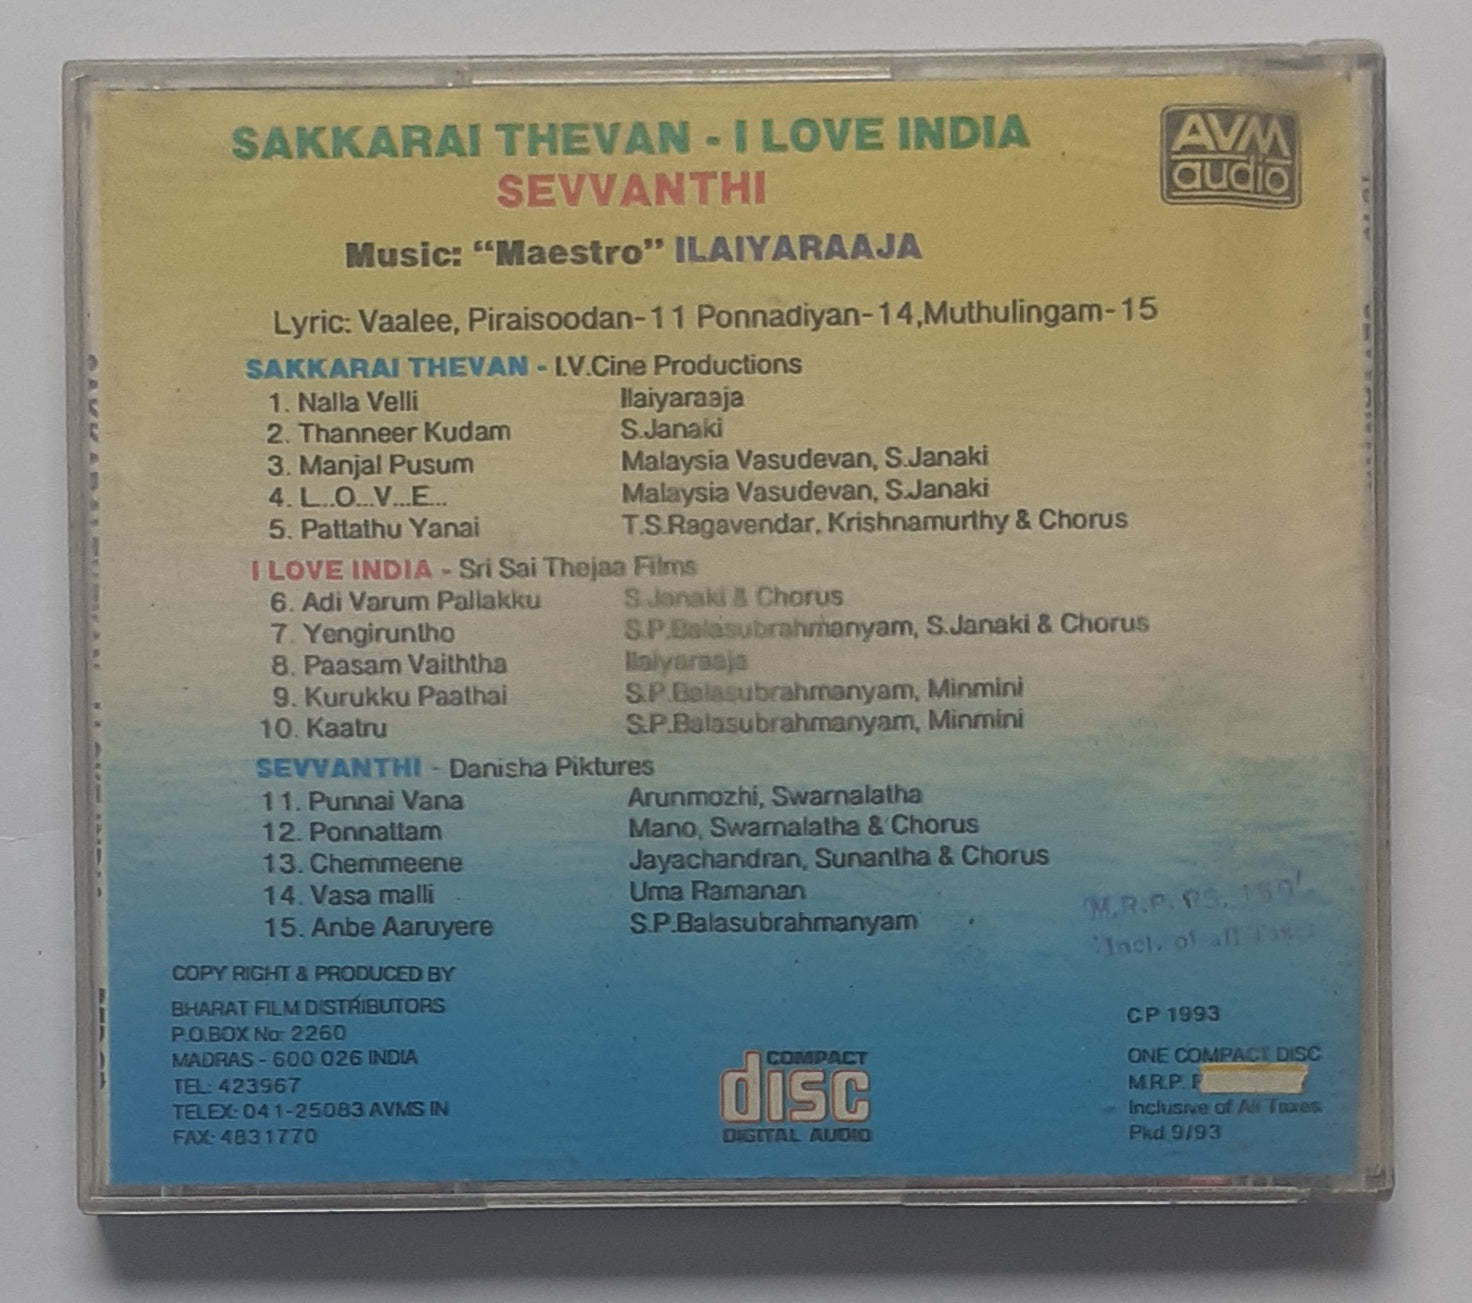 SAKKARAI THEVAN - I LOVE INDIA
SEVVANTHI
AVM
audio
Music: "Maestro" ILAIYARAAJA
Lyric: Vaalee, Piraisoodan-11 Ponnadiyan-14,Muthulingam-15
SAKKARAI THEVAN - I.V.Cine Productions
1. Nalla Velli Ilaiyaraaja
2. Thanneer Kudam S.Janaki
3. Manjal Pusum Malaysia Vasudevan, S.Janaki
4. L..O...V...E... Malaysia Vasudevan, S.Janaki
5. Pattathu Yanai T.S.Ragavendar, Krishnamurthy & Chorus
I LOVE INDIA - Sri Sai Thejaa Films
6. Adi Varum Pallakku S.Janaki & Chorus
7. Yengiruntho S.P.Balasubrahmanyam, S.Janaki & Chorus
8. Paasam Vaiththa Ilaiyaraaja
9. Kurukku Paathai S.P.Balasubrahmanyam, Minmini
10. Kaatru S.P.Balasubrahmanyam, Minmini
SEVVANTHI - Danisha Piktures
11. Punnai Vana Arunmozhi, Swarnalatha
12. Ponnattam Mano, Swarnalatha & Chorus
13. Chemmeene Jayachandran, Sunantha & Chorus
14. Vasa malli Uma Ramanan
15. Anbe Aaruyere S.P.Balasubrahmanyam
M.R.P. RS. 150/-
Incl. of all Taxes
COPY RIGHT & PRODUCED BY
BHARAT FILM DISTRIBUTORS
P.O.BOX No: 2260
MADRAS - 600 026 INDIA
TEL: 423967
TELEX: 041-25083 AVMS IN
FAX: 4831770
COMPACT
disc
DIGITAL AUDIO
CP 1993
ONE COMPACT DISC
M.R.P.
Inclusive of All Taxes
Pkd 9/93